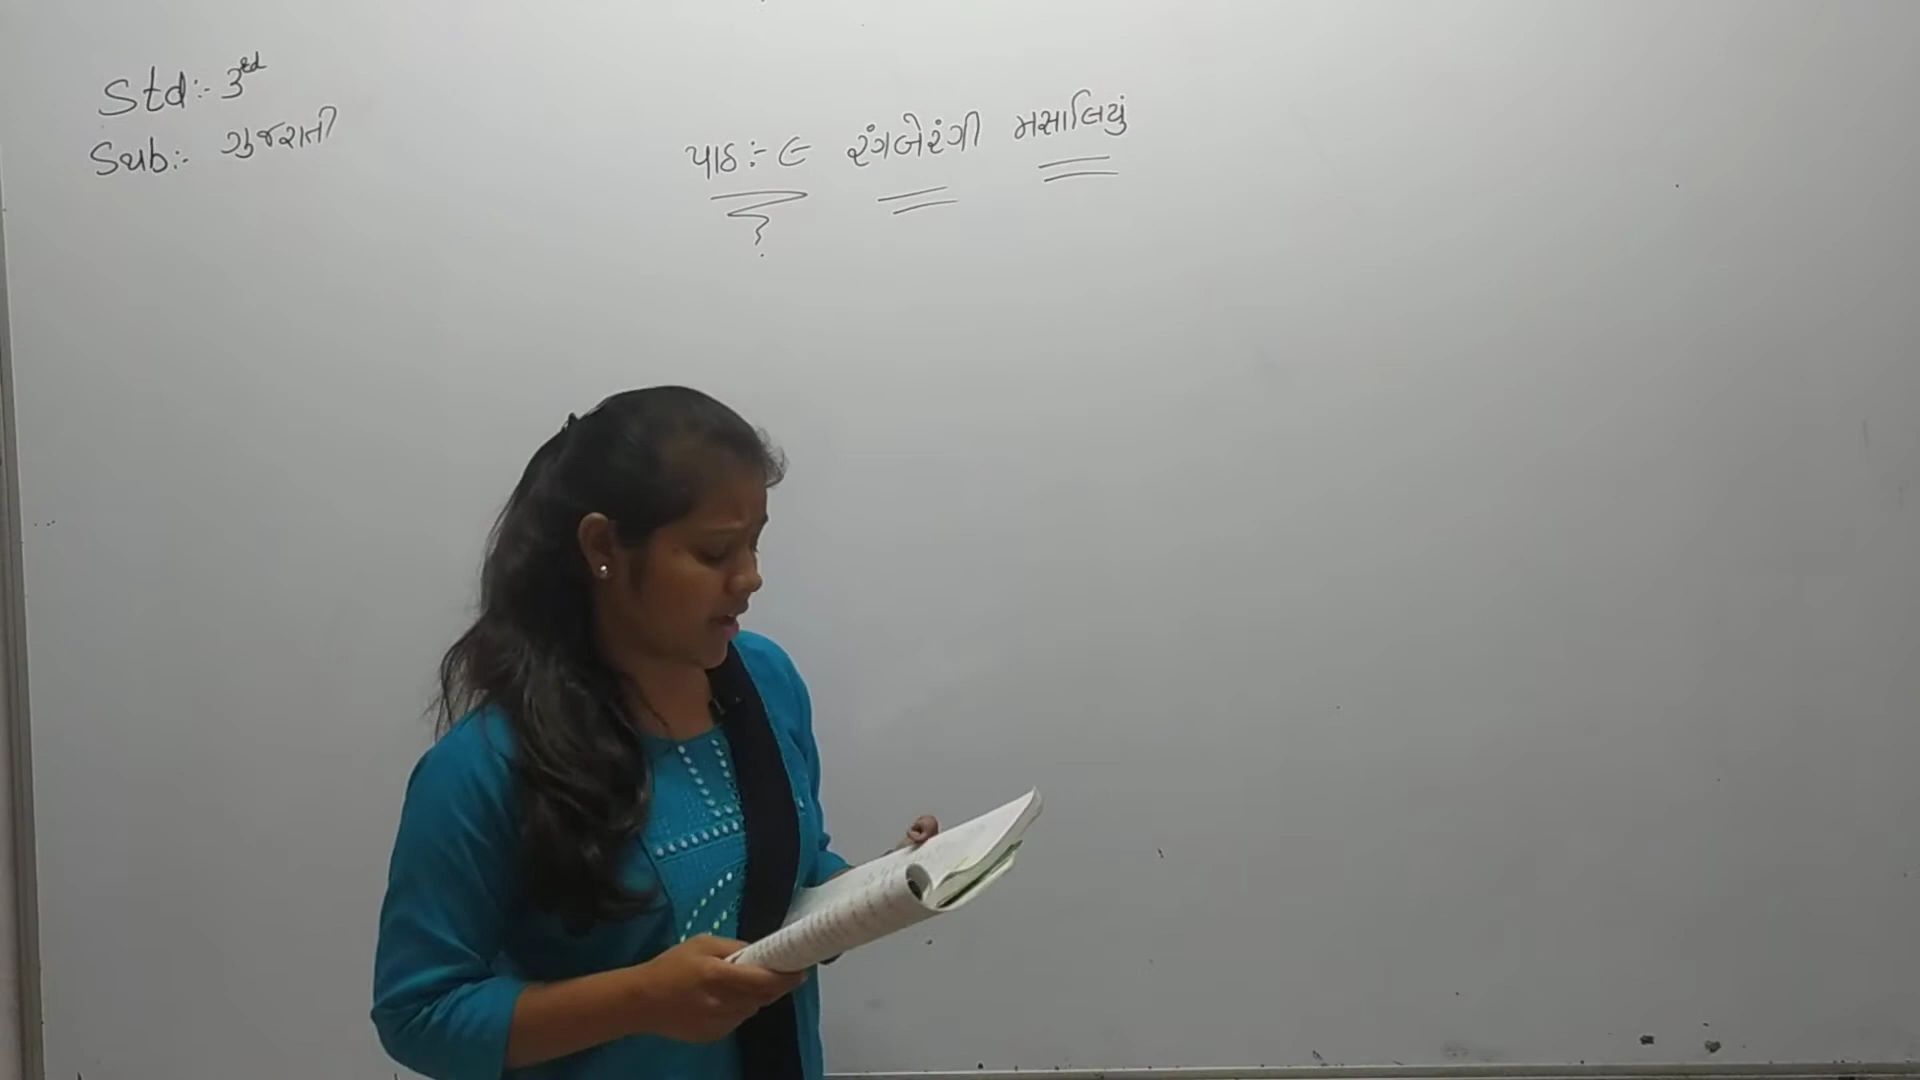 Std:- 3rd
Sub:- ગુજરાતી
પાઠ:- ૯ રંગબેરંગી મસાલિયું